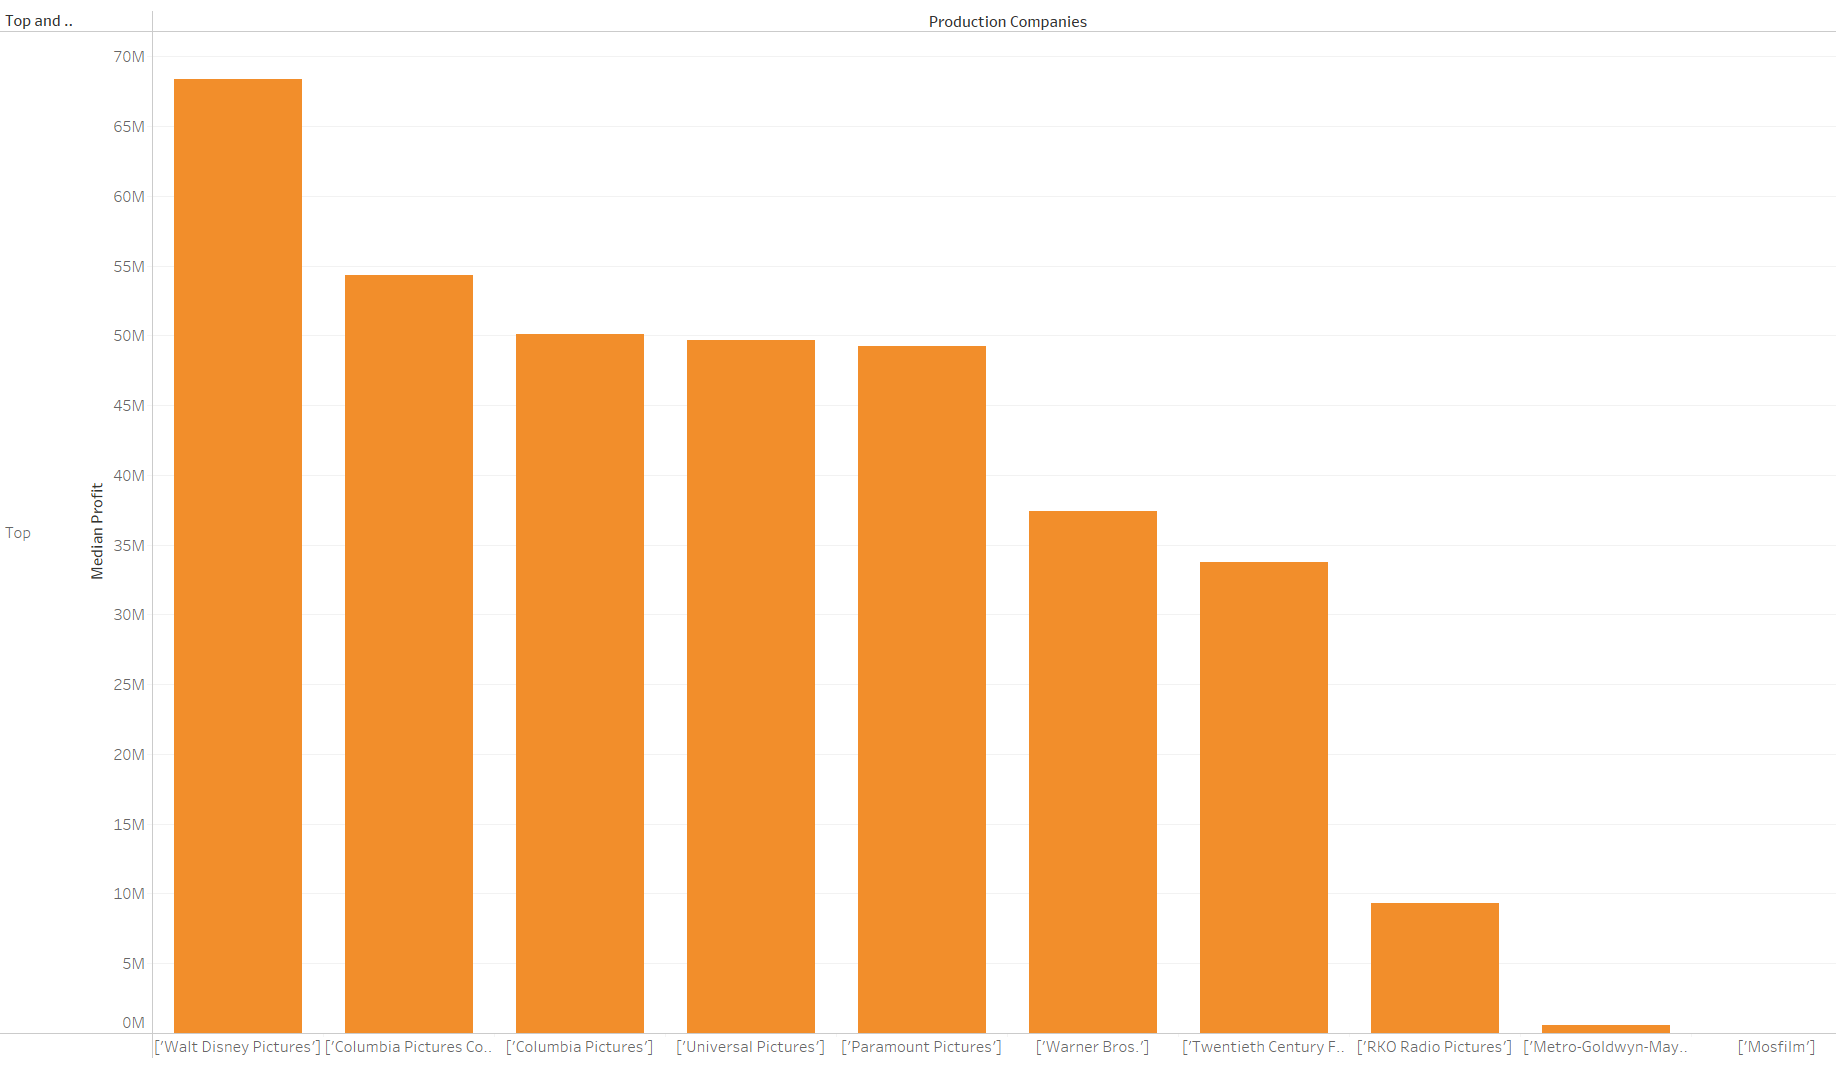 Top and ..
Production Companies
70M
65M
60M
55M
50M
45M
40M
35M
30M
25M
20M
15M
10M
5M
0M
Median Profit
Top
['Walt Disney Pictures'] ['Columbia Pictures Co.. ['Columbia Pictures'] ['Universal Pictures'] ['Paramount Pictures'] ['Warner Bros.'] ['Twentieth Century F.. ['RKO Radio Pictures'] ['Metro-Goldwyn-May.. ['Mosfilm']